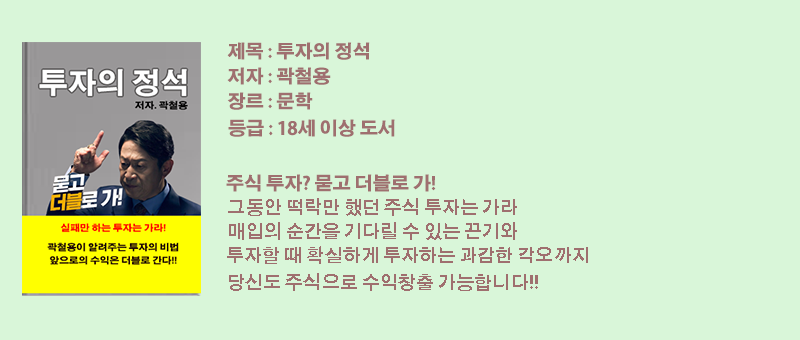 투자의 정석
저자. 곽철용
묻고
더블로 가!
실패만 하는 투자는 가라!
곽철용이 알려주는 투자의 비법
앞으로의 수익은 더블로 간다!!
제목 : 투자의 정석
저자 : 곽철용
장르 : 문학
등급 : 18세 이상 도서
주식 투자? 묻고 더블로 가!
그동안 떡락만 했던 주식 투자는 가라
매입의 순간을 기다릴 수 있는 끈기와
투자할 때 확실하게 투자하는 과감한 각오까지
당신도 주식으로 수익창출 가능합니다!!